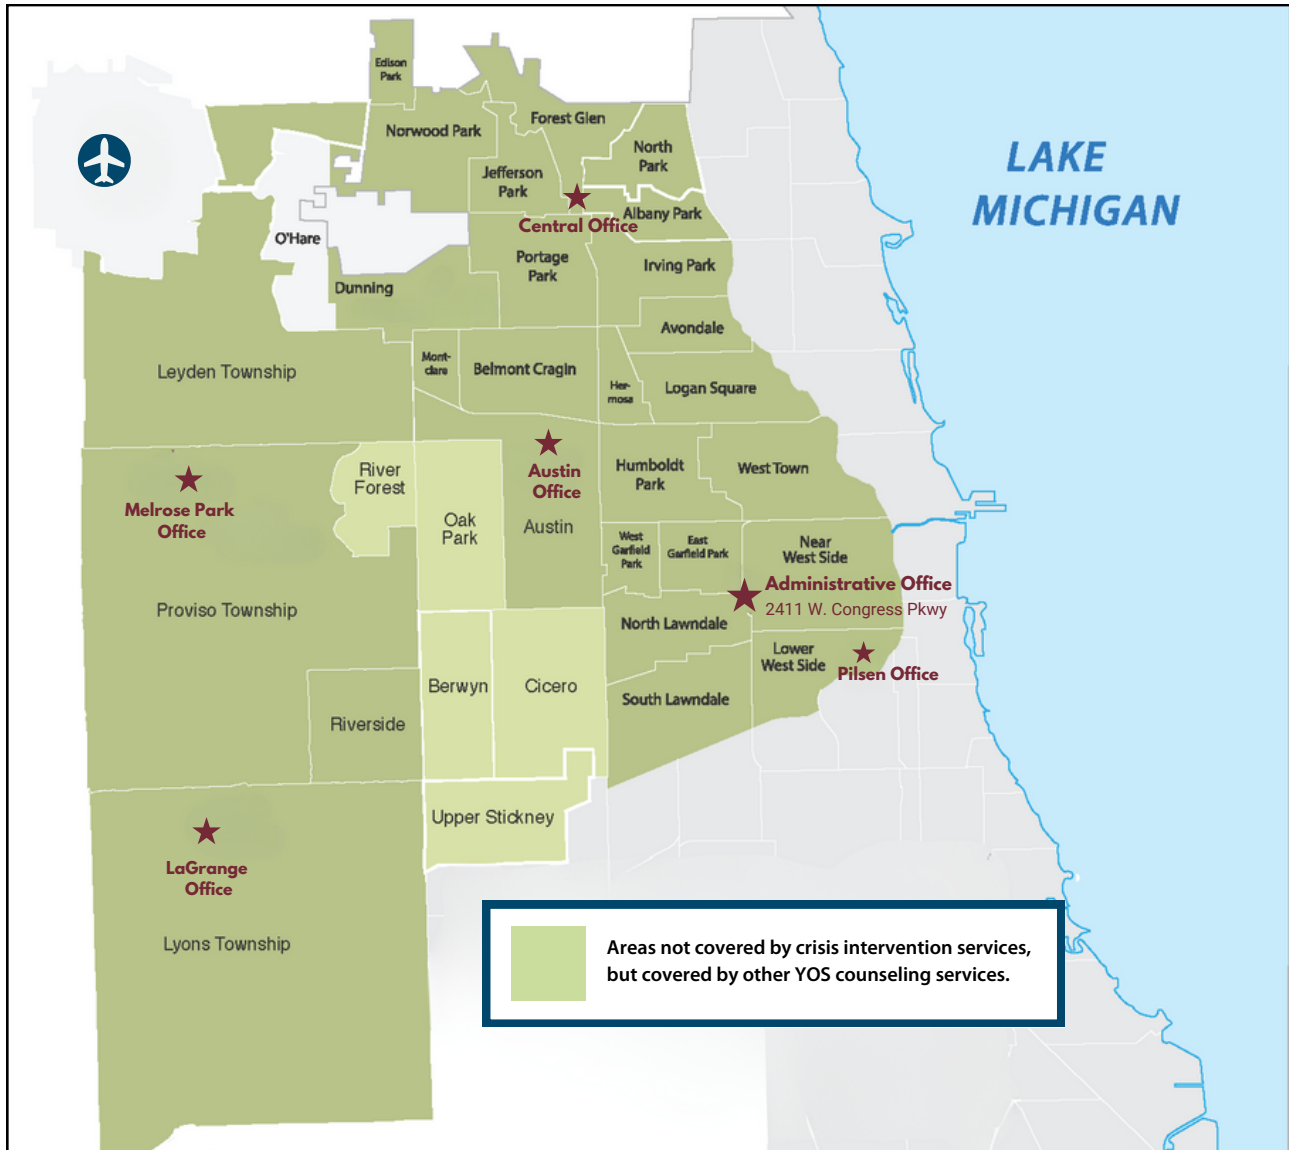 Edison
Park
Norwood Park
Forest Glen
North
Park
Jefferson
Park
LAKE
MICHIGAN
Albany Park
Central Office
O'Hare
Portage
Park
Irving Park
Dunning
Avondale
Leyden Township
Mont-
clare
Belmont Cragin
Her-
mosa
Logan Square
River
Forest
Austin
Office
Humboldt
Park
West Town
Melrose Park
Office
Oak
Park
Austin
West
Garfield
Park
East
Garfield Park
Near
West Side
Administrative Office
2411 W. Congress Pkwy
Proviso Township
North Lawndale
Lower
West Side
Pilsen Office
Berwyn
Cicero
South Lawndale
Riverside
Upper Stickney
LaGrange
Office
Lyons Township
Areas not covered by crisis intervention services,
but covered by other YOS counseling services.